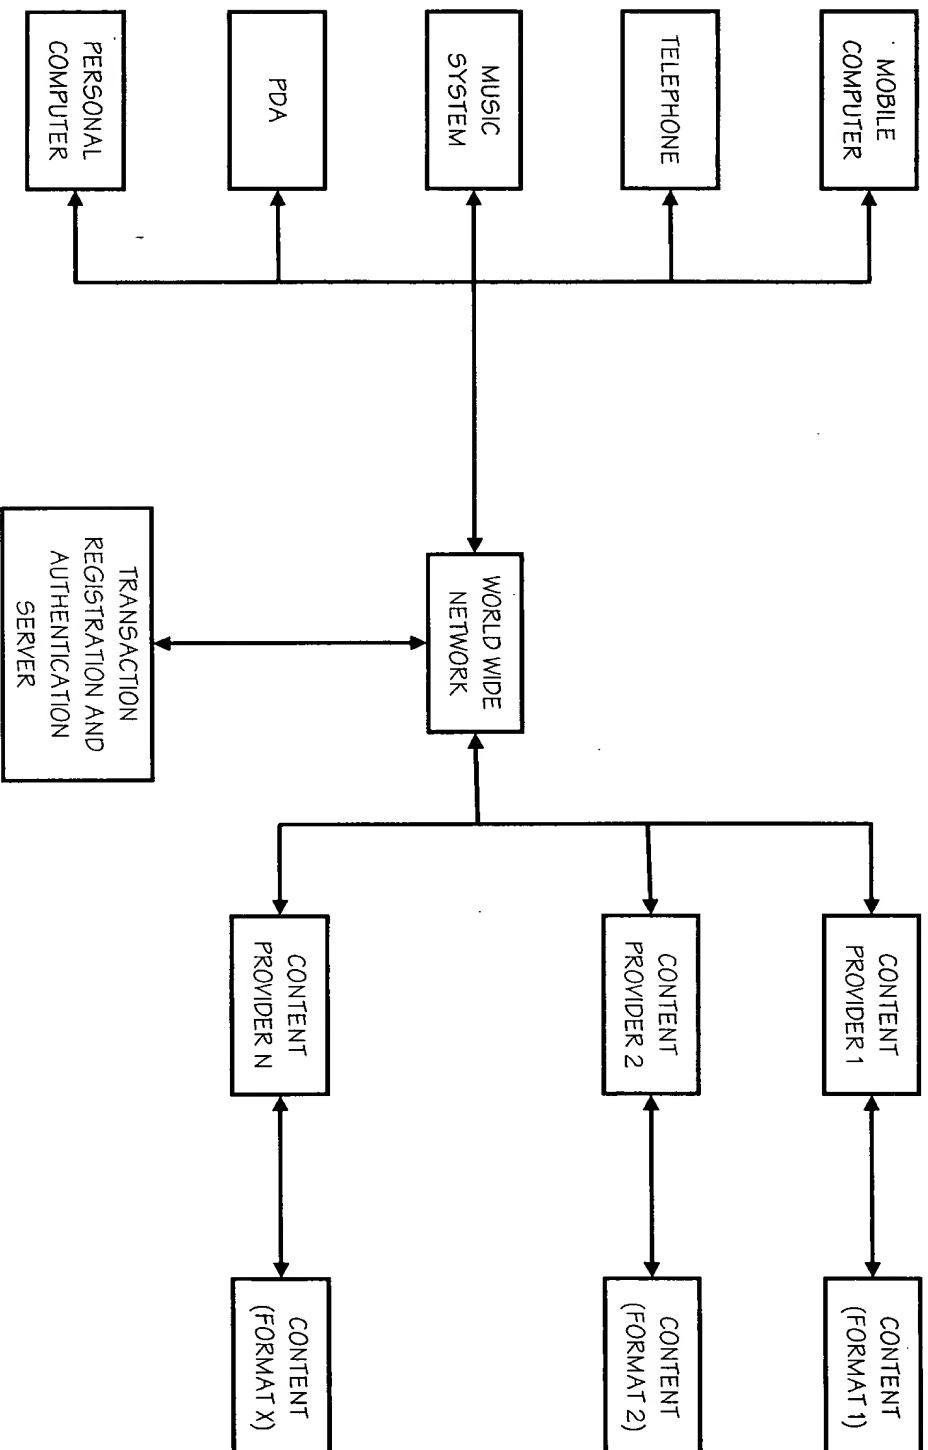 MOBILE
COMPUTER
TELEPHONE
MUSIC
SYSTEM
PDA
PERSONAL
COMPUTER
WORLD WIDE
NETWORK
TRANSACTION
REGISTRATION AND
AUTHENTICATION
SERVER
CONTENT
PROVIDER 1
CONTENT
PROVIDER 2
CONTENT
PROVIDER N
CONTENT
(FORMAT 1)
CONTENT
(FORMAT 2)
CONTENT
(FORMAT X)